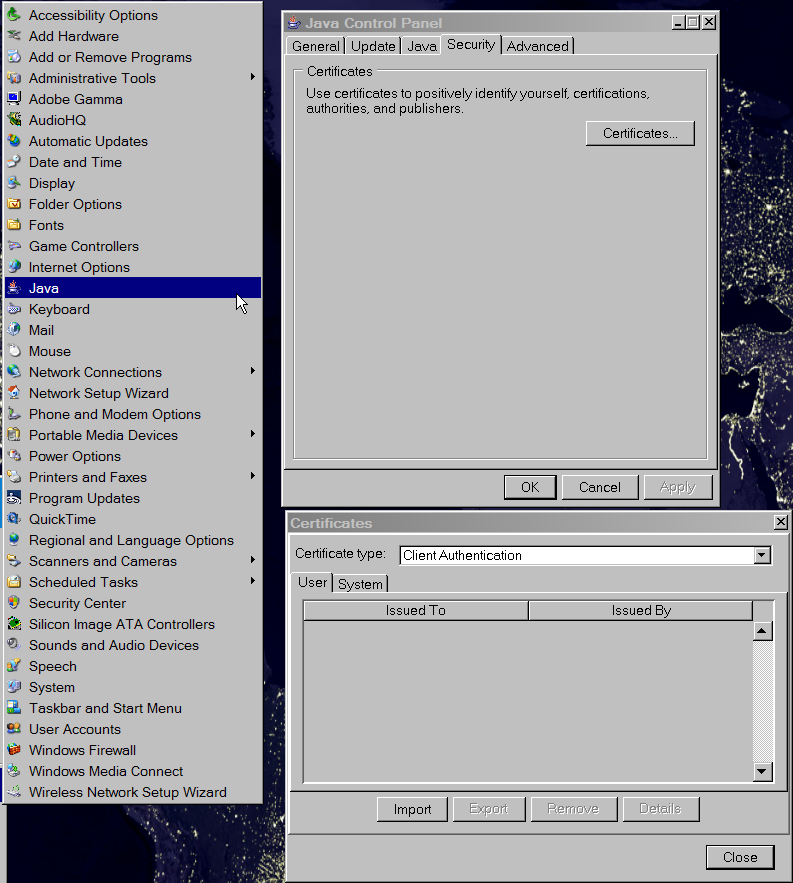 Accessibility Options
Add Hardware
Add or Remove Programs
Administrative Tools
Adobe Gamma
AudioHQ
Automatic Updates
Date and Time
Display
Folder Options
Fonts
Game Controllers
Internet Options
Java
Keyboard
Mail
Mouse
Network Connections
Network Setup Wizard
Phone and Modem Options
Portable Media Devices
Power Options
Printers and Faxes
Program Updates
QuickTime
Regional and Language Options
Scanners and Cameras
Scheduled Tasks
Security Center
Silicon Image ATA Controllers
Sounds and Audio Devices
Speech
System
Taskbar and Start Menu
User Accounts
Windows Firewall
Windows Media Connect
Wireless Network Setup Wizard
Java Control Panel
General Update Java Security Advanced
Certificates
Use certificates to positively identify yourself, certifications,
authorities, and publishers.
Certificates...
OK Cancel Apply
Certificates
Certificate type: Client Authentication
User System
Issued To Issued By
Import Export Remove Details
Close